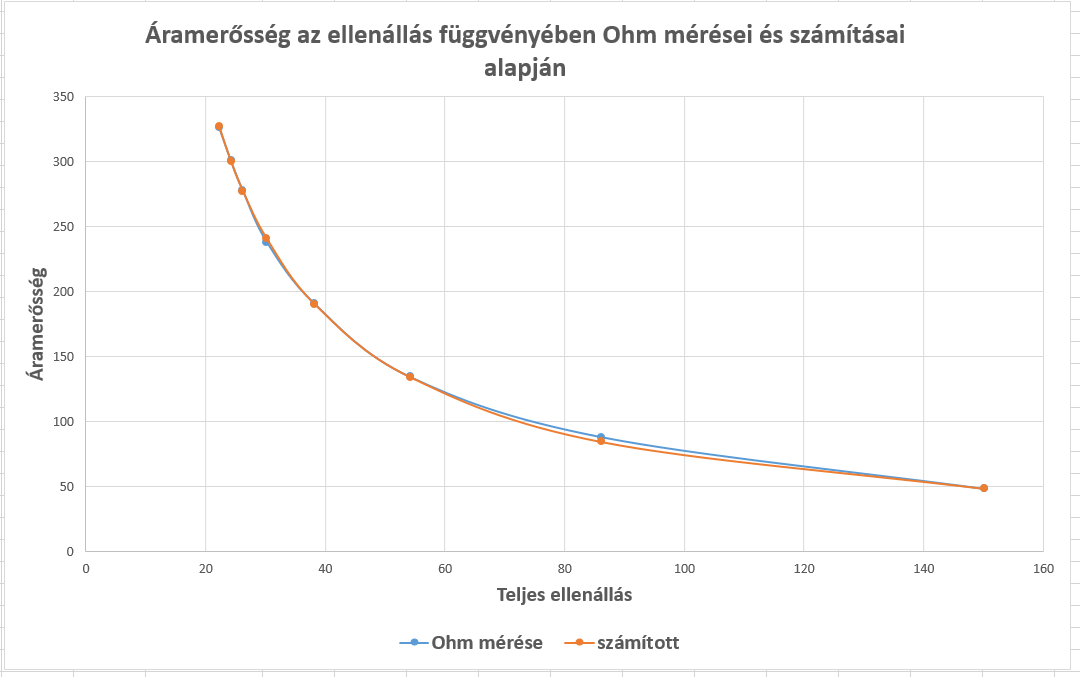 Áramerősség az ellenállás függvényében Ohm mérései és számításai
alapján
350
300
250
200
150
100
50
0
Áramerősség
0 20 40 60 80 100 120 140 160
Teljes ellenállás
Ohm mérése számított